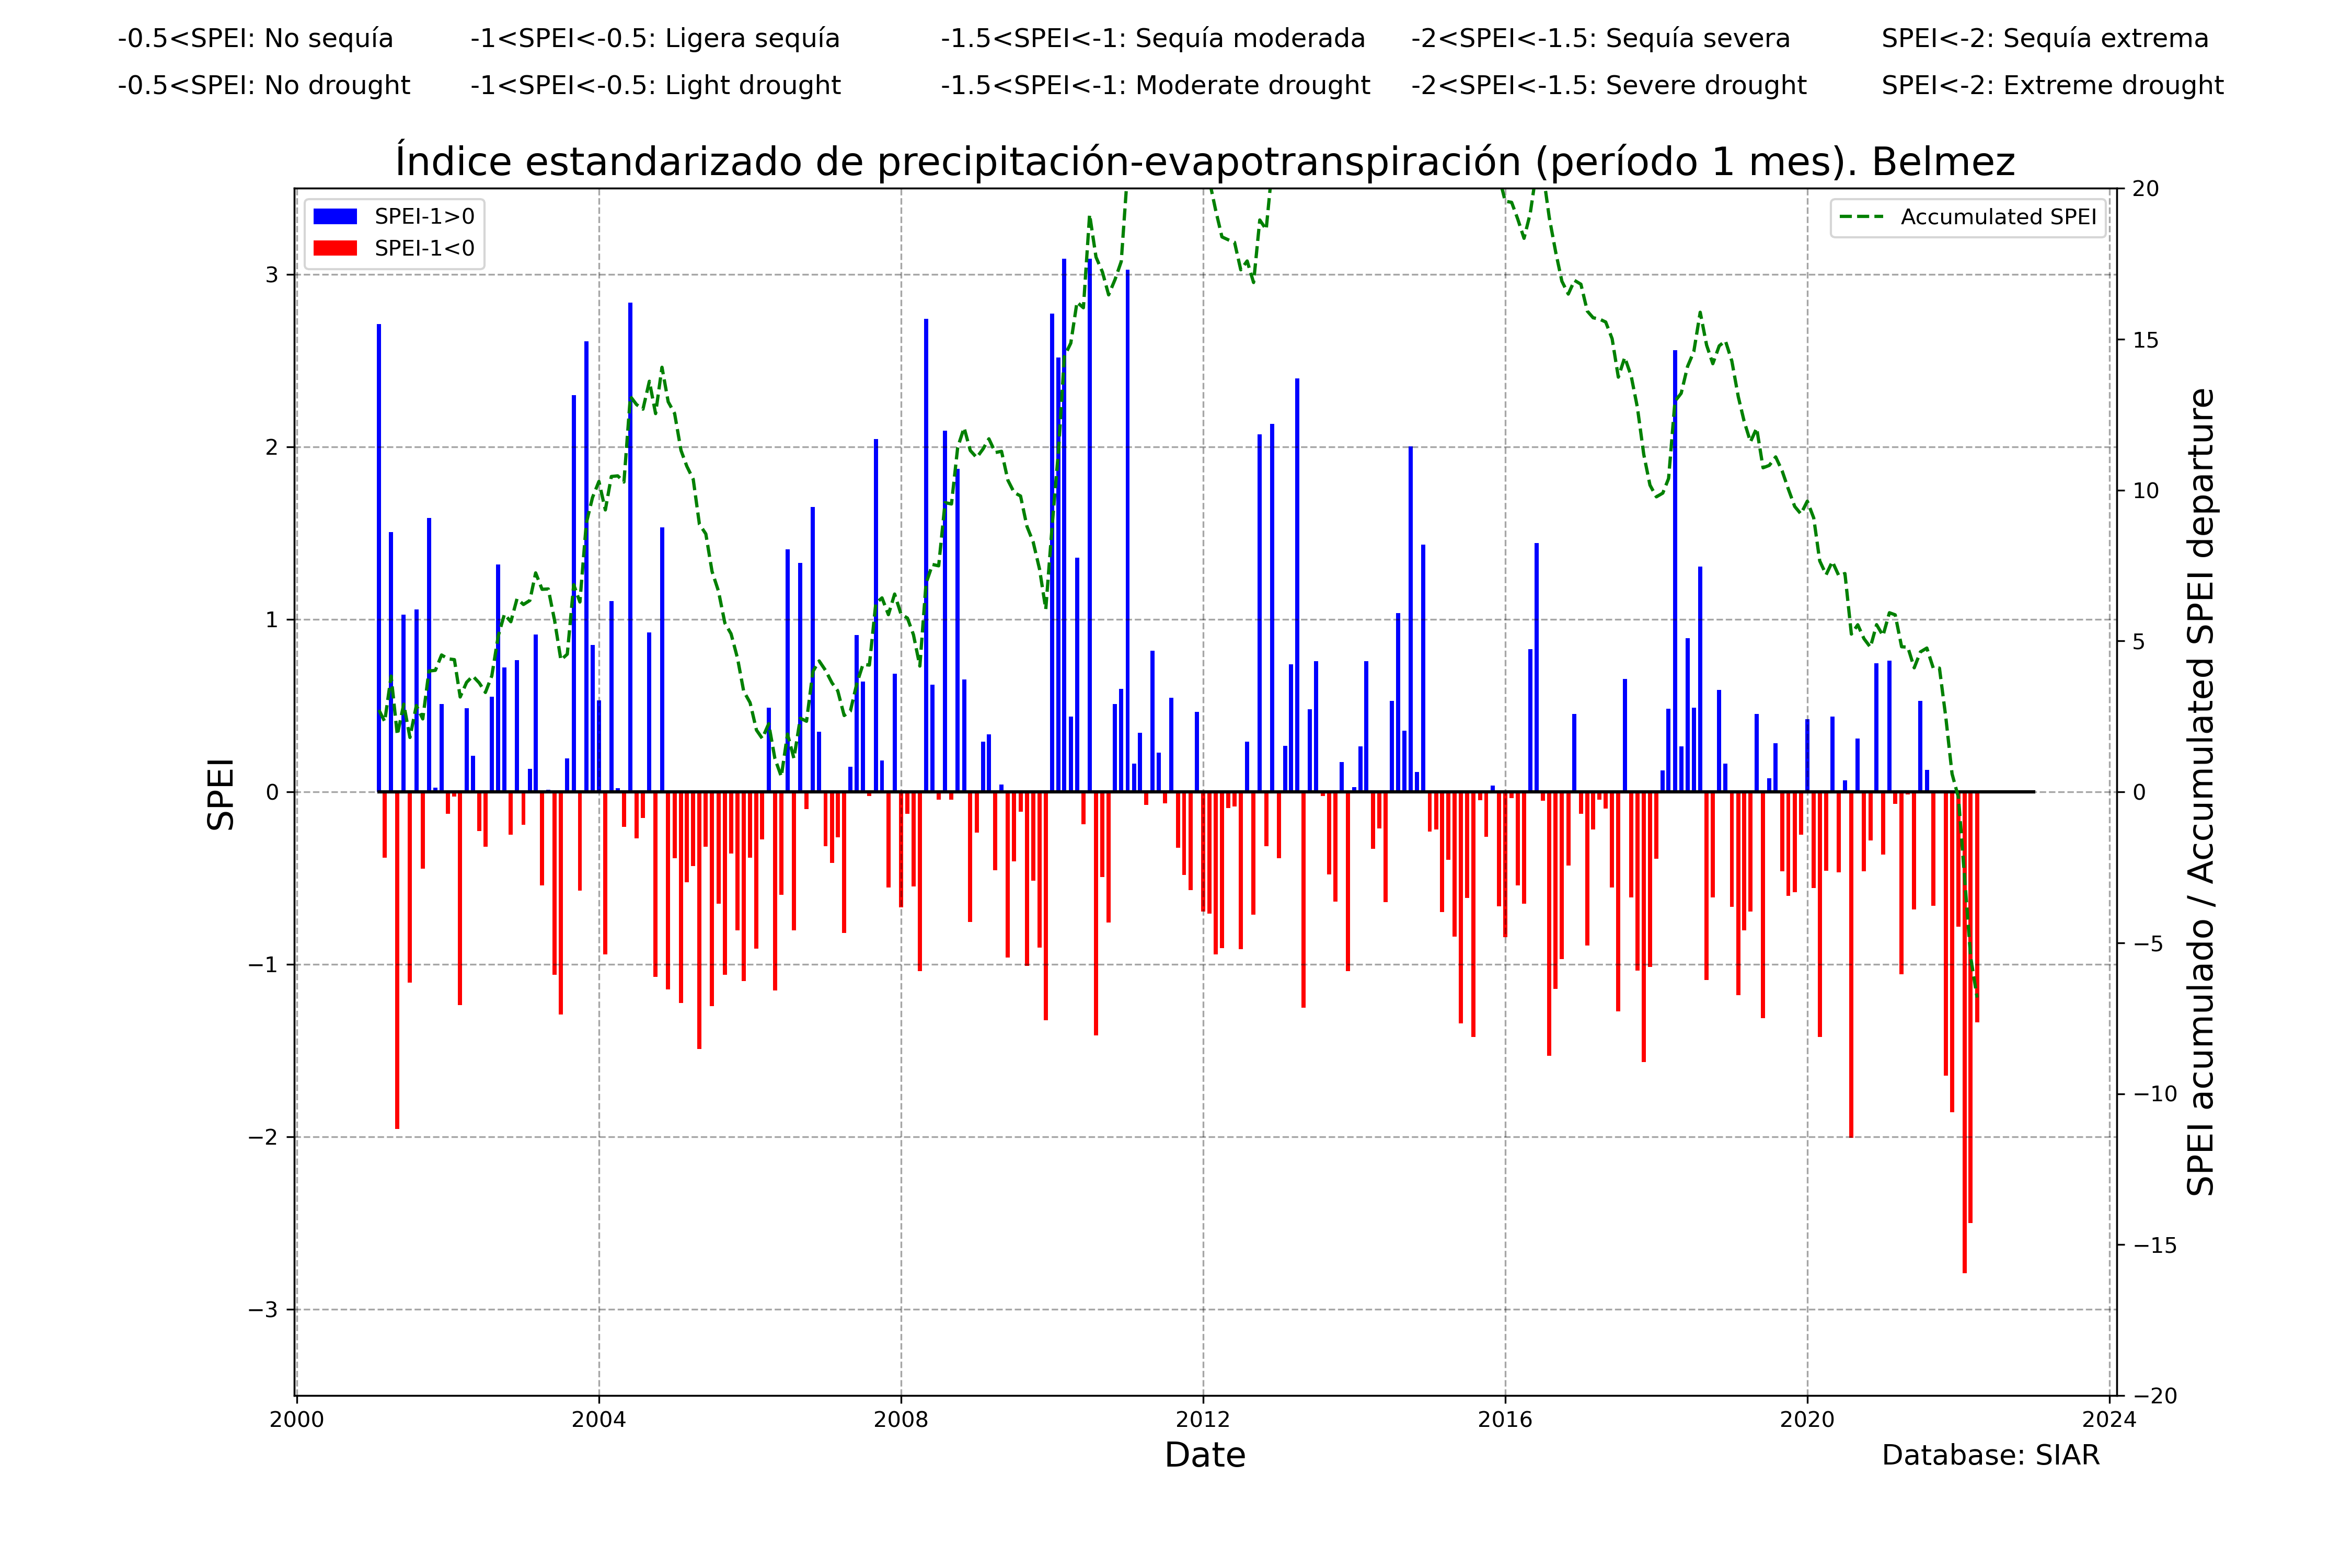 -0.5<SPEI: No sequía -1<SPEI<-0.5: Ligera sequía -1.5<SPEI<-1: Sequía moderada -2<SPEI<-1.5: Sequía severa SPEI<-2: Sequía extrema
-0.5<SPEI: No drought -1<SPEI<-0.5: Light drought -1.5<SPEI<-1: Moderate drought -2<SPEI<-1.5: Severe drought SPEI<-2: Extreme drought
Índice estandarizado de precipitación-evapotranspiración (período 1 mes). Belmez
SPEI-1>0
SPEI-1<0
Accumulated SPEI
SPEI
3
2
1
0
−1
−2
−3
20
15
10
5
0
−5
−10
−15
−20
SPEI acumulado / Accumulated SPEI departure
2000 2004 2008 2012 2016 2020 2024
Date
Database: SIAR